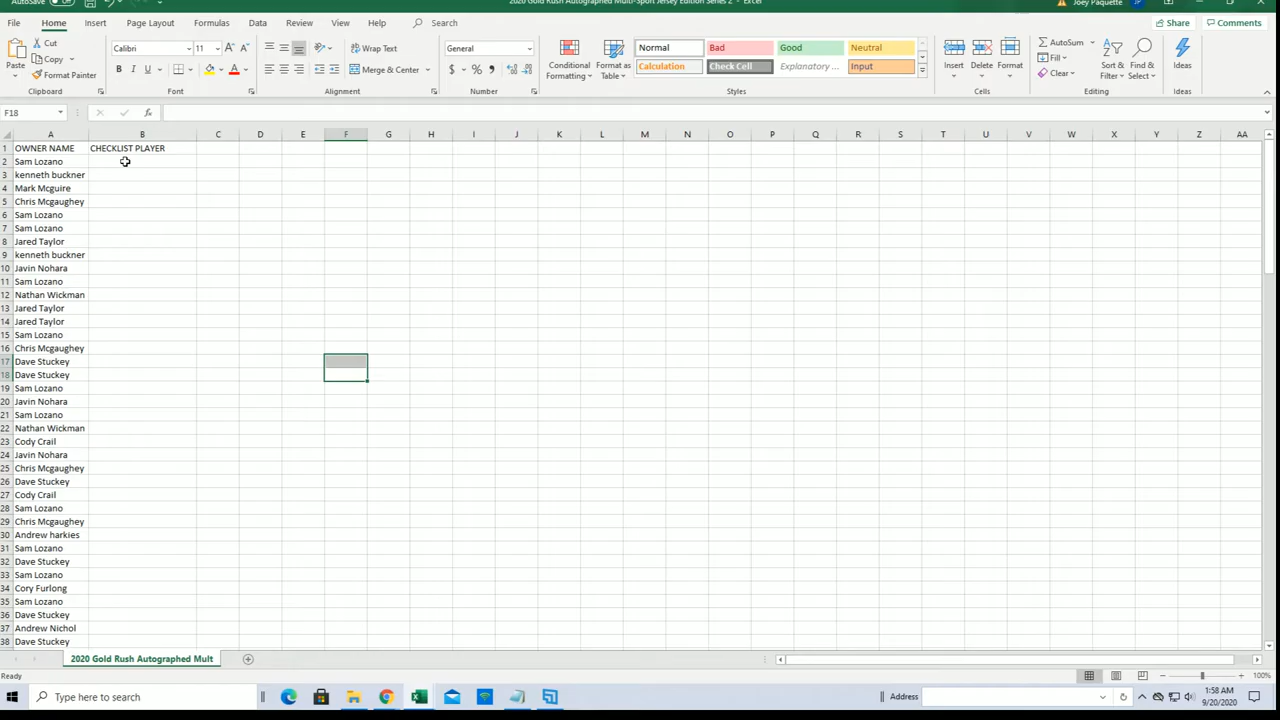 AutoSave Off
2020 Gold Rush Autographed Multi-Sport Jersey Edition Series 2 - Excel
Joey Paquette JP
File Home Insert Page Layout Formulas Data Review View Help Search Share Comments
Paste Cut Copy Format Painter Clipboard
Calibri 11 B I U A Font
Wrap Text Merge & Center Alignment
General $ % Number
Conditional Formatting Format as Table
Normal Bad Good Neutral
Calculation Check Cell Explanatory ... Input
Styles
Insert Delete Format Cells
AutoSum Fill Clear Sort & Filter Find & Select Editing
Ideas Ideas
F18 fx
A B C D E F G H I J K L M N O P Q R S T U V W X Y Z AA
1 OWNER NAME CHECKLIST PLAYER
2 Sam Lozano
3 kenneth buckner
4 Mark Mcguire
5 Chris Mcgaughey
6 Sam Lozano
7 Sam Lozano
8 Jared Taylor
9 kenneth buckner
10 Javin Nohara
11 Sam Lozano
12 Nathan Wickman
13 Jared Taylor
14 Jared Taylor
15 Sam Lozano
16 Chris Mcgaughey
17 Dave Stuckey
18 Dave Stuckey
19 Sam Lozano
20 Javin Nohara
21 Sam Lozano
22 Nathan Wickman
23 Cody Crail
24 Javin Nohara
25 Chris Mcgaughey
26 Dave Stuckey
27 Cody Crail
28 Sam Lozano
29 Chris Mcgaughey
30 Andrew harkies
31 Sam Lozano
32 Dave Stuckey
33 Sam Lozano
34 Cory Furlong
35 Sam Lozano
36 Dave Stuckey
37 Andrew Nichol
38 Dave Stuckey
2020 Gold Rush Autographed Mult
Ready 100%
Type here to search Address 1:58 AM
9/20/2020